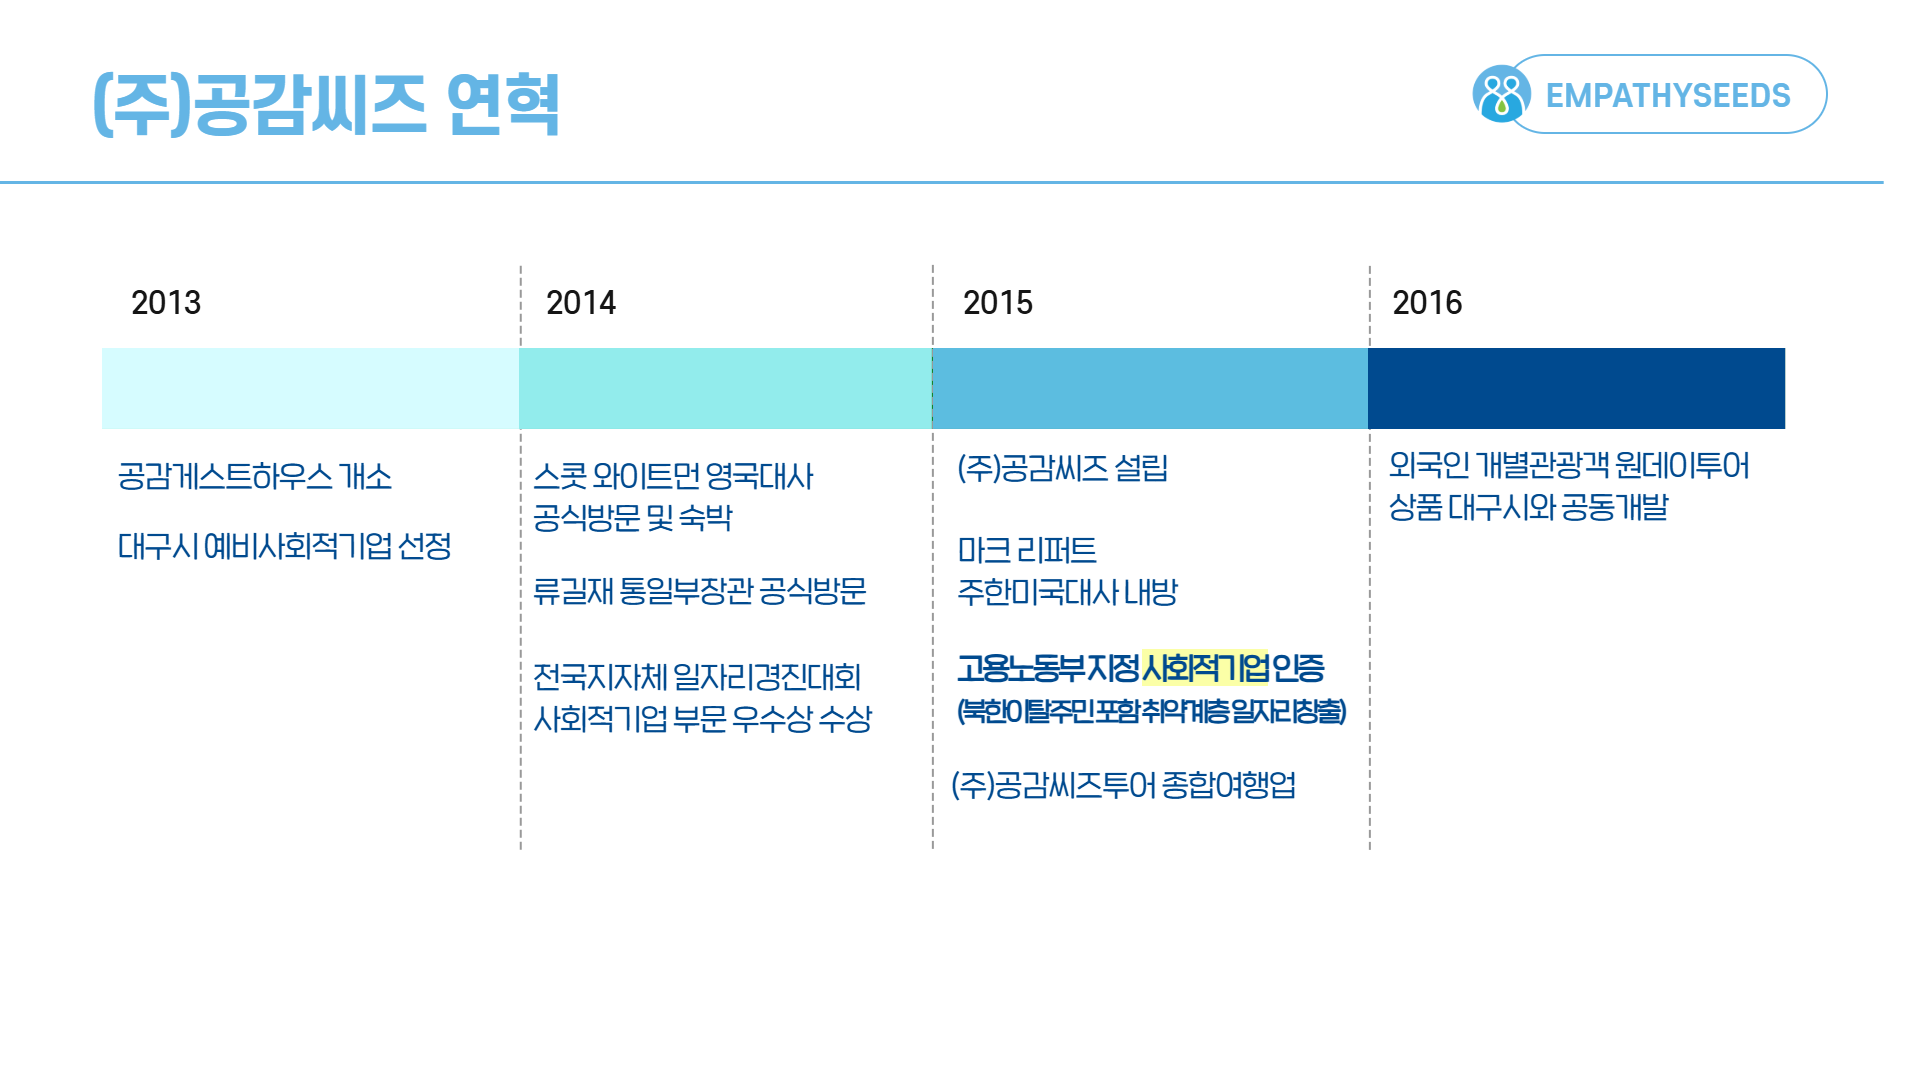 (주)공감씨즈 연혁
EMPATHYSEEDS
2013
공감게스트하우스 개소
대구시 예비사회적기업 선정
2014
스콧 와이트먼 영국대사
공식방문 및 숙박
류길재 통일부장관 공식방문
전국지자체 일자리경진대회
사회적기업 부문 우수상 수상
2015
(주)공감씨즈 설립
마크 리퍼트
주한미국대사 내방
고용노동부 지정 사회적기업 인증
(북한이탈주민 포함 취약계층 일자리창출)
(주)공감씨즈투어 종합여행업
2016
외국인 개별관광객 원데이투어
상품 대구시와 공동개발